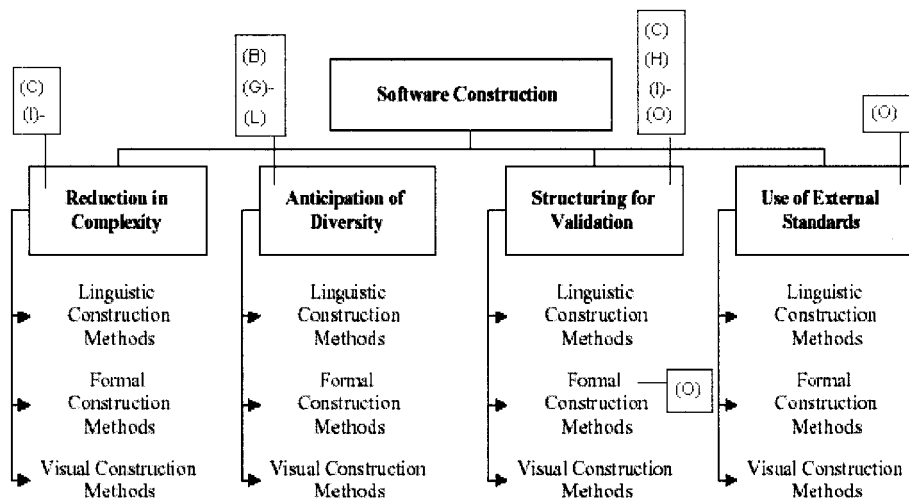 (C)
(I)-
(B)
(G)-
(L)
Software Construction
(C)
(H)
(I)-
(O)
(O)
Reduction in
Complexity
Anticipation of
Diversity
Structuring for
Validation
Use of External
Standards
Linguistic
Construction
Methods
Linguistic
Construction
Methods
Linguistic
Construction
Methods
Linguistic
Construction
Methods
Formal
Construction
Methods
Formal
Construction
Methods
Formal
Construction
Methods
(O)
Formal
Construction
Methods
Visual Construction
Methods
Visual Construction
Methods
Visual Construction
Methods
Visual Construction
Methods